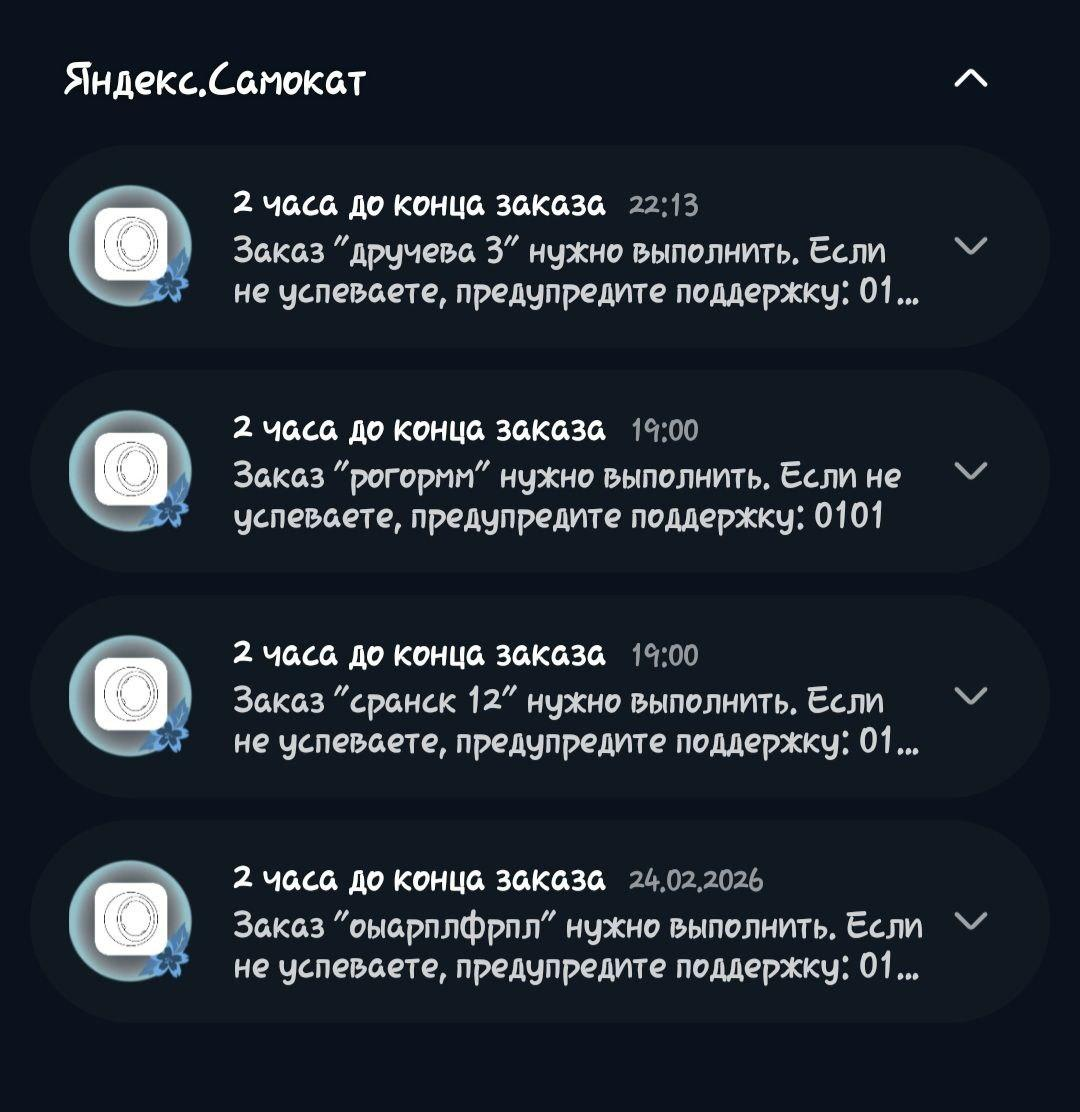 Яндекс.Самокат
2 часа до конца заказа 22:13
Заказ "дручева 3" нужно выполнить. Если
не успеваете, предупредите поддержку: 01...
2 часа до конца заказа 19:00
Заказ "рогормм" нужно выполнить. Если не
успеваете, предупредите поддержку: 0101
2 часа до конца заказа 19:00
Заказ "сранск 12" нужно выполнить. Если
не успеваете, предупредите поддержку: 01...
2 часа до конца заказа 24.02.2026
Заказ "оыарплфрпл" нужно выполнить. Если
не успеваете, предупредите поддержку: 01...